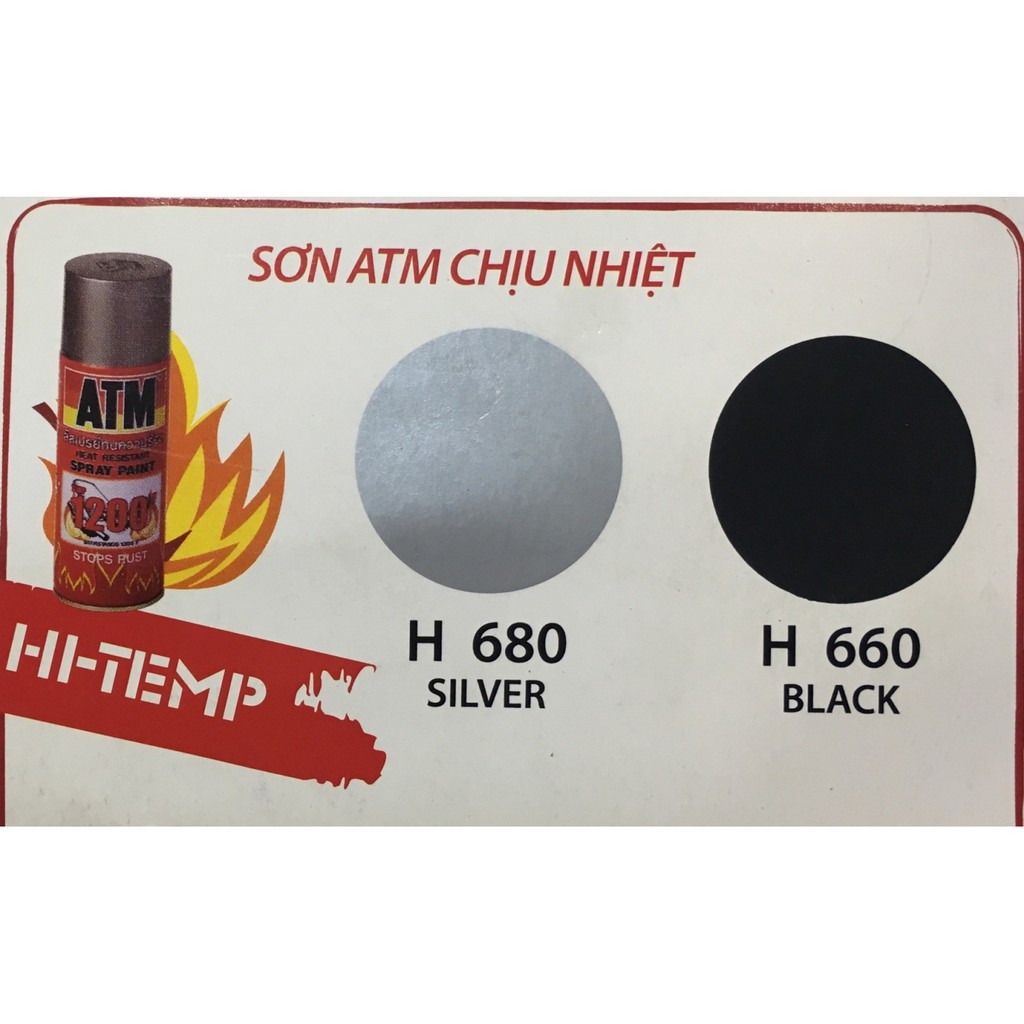 SƠN ATM CHỊU NHIỆT
ATM
HEAT RESISTANT
SPRAY PAINT
1200°F
STOPS RUST
HI-TEMP
H 680
SILVER
H 660
BLACK